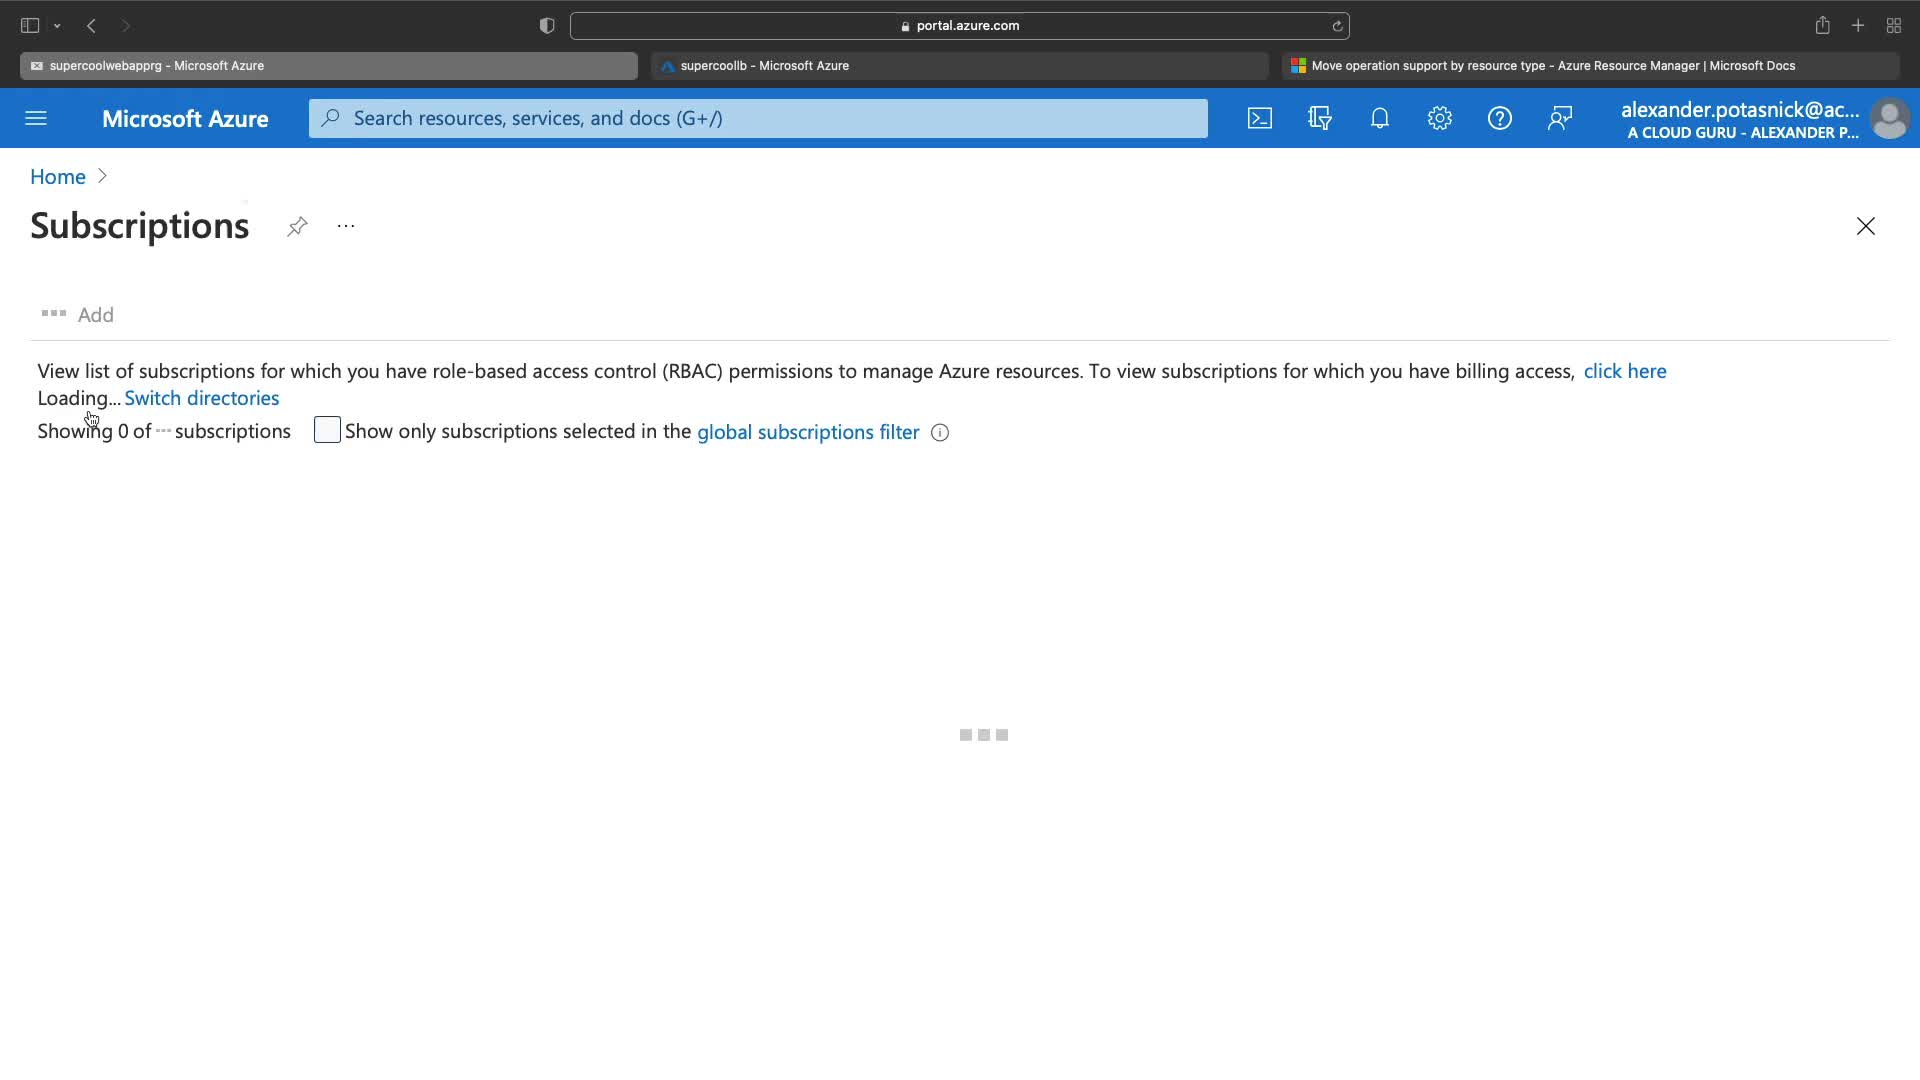 portal.azure.com
supercoolwebapprg - Microsoft Azure
supercoollb - Microsoft Azure
Move operation support by resource type - Azure Resource Manager | Microsoft Docs
Microsoft Azure
Search resources, services, and docs (G+/)
alexander.potasnick@ac...
A CLOUD GURU - ALEXANDER P...
Home
Subscriptions
Add
View list of subscriptions for which you have role-based access control (RBAC) permissions to manage Azure resources. To view subscriptions for which you have billing access, click here
Loading... Switch directories
Showing 0 of subscriptions Show only subscriptions selected in the global subscriptions filter